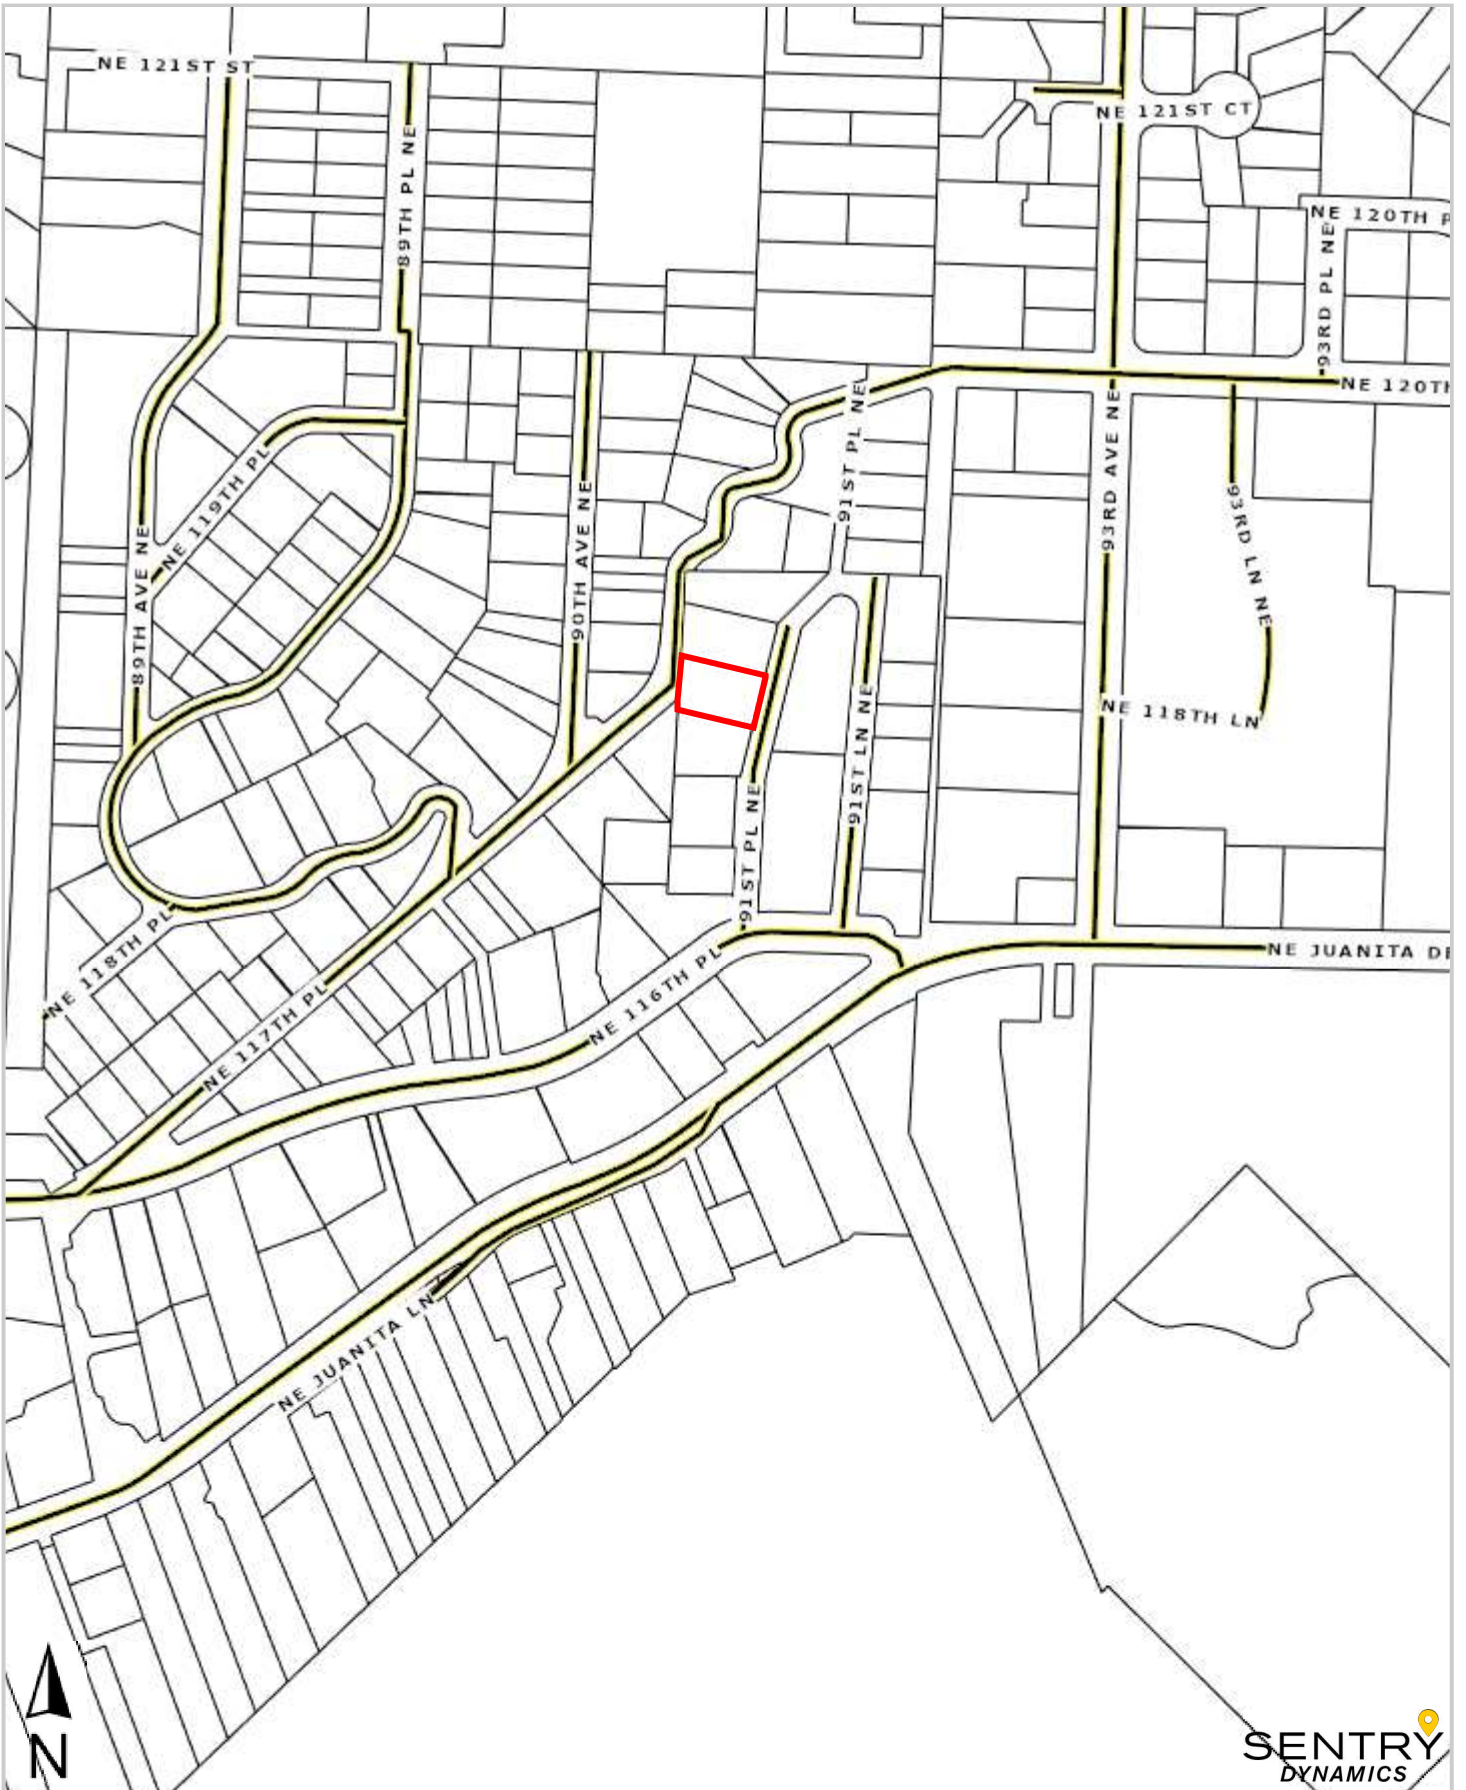 NE 121ST ST
NE 121ST CT
89TH PL NE
NE 120TH P
93RD PL NE
NE 120TH
91ST PL NE
93RD AVE NE
NE 119TH PL
90TH AVE NE
93RD LN NE
89TH AVE NE
91ST LN NE
NE 118TH LN
91ST PL NE
NE 118TH PL
NE 116TH PL
NE JUANITA DR
NE 117TH PL
NE JUANITA LN
N
SENTRY
DYNAMICS